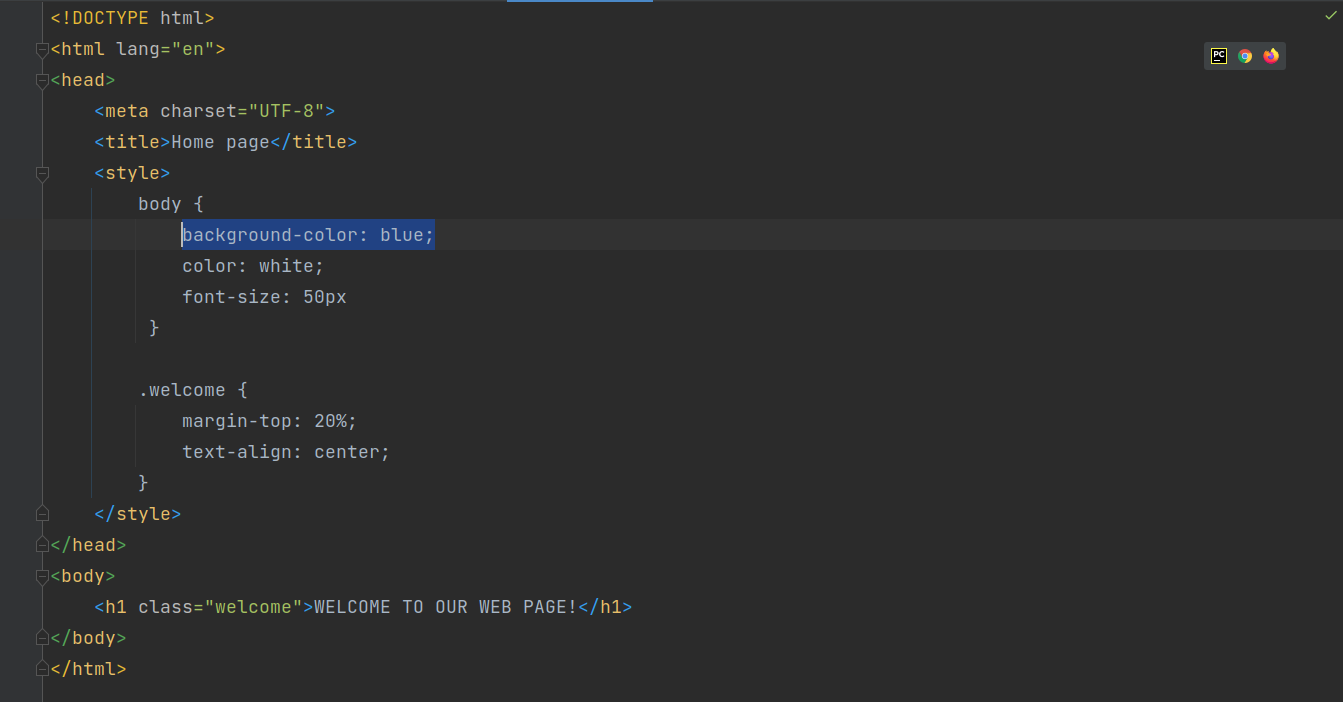 <!DOCTYPE html>
<html lang="en">
PC
<head>
    <meta charset="UTF-8">
    <title>Home page</title>
    <style>
        body {
            background-color: blue;
            color: white;
            font-size: 50px
         }

        .welcome {
            margin-top: 20%;
            text-align: center;
        }
    </style>
</head>
<body>
    <h1 class="welcome">WELCOME TO OUR WEB PAGE!</h1>
</body>
</html>